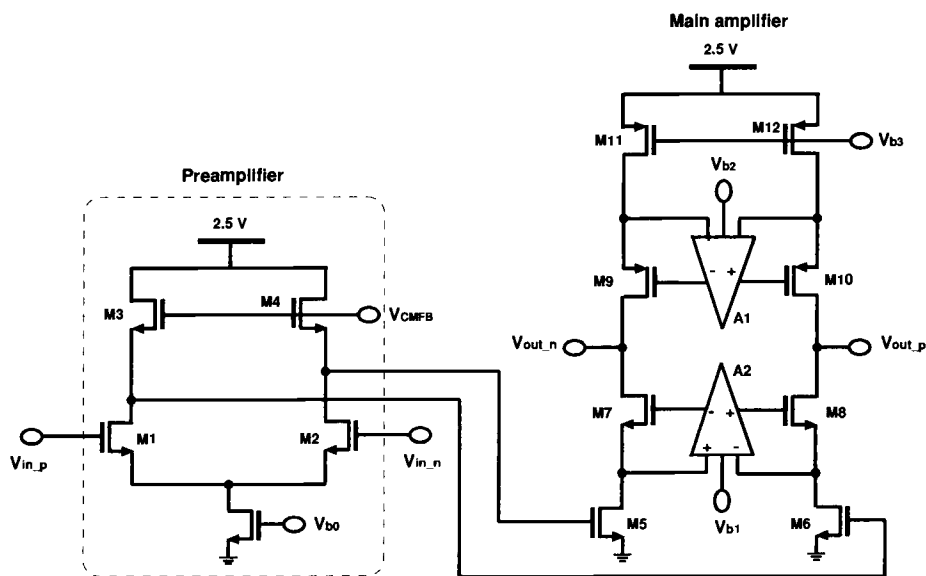 Main amplifier
2.5 V
M11
M12
Vb3
Vb2
Preamplifier
2.5 V
+
+
M9
-
+
M10
M3
M4
VCMFB
A1
Vout_n
Vout_p
A2
M7
-
+
M8
M1
M2
Vin_p
Vin_n
+
-
Vb0
M5
Vb1
M6